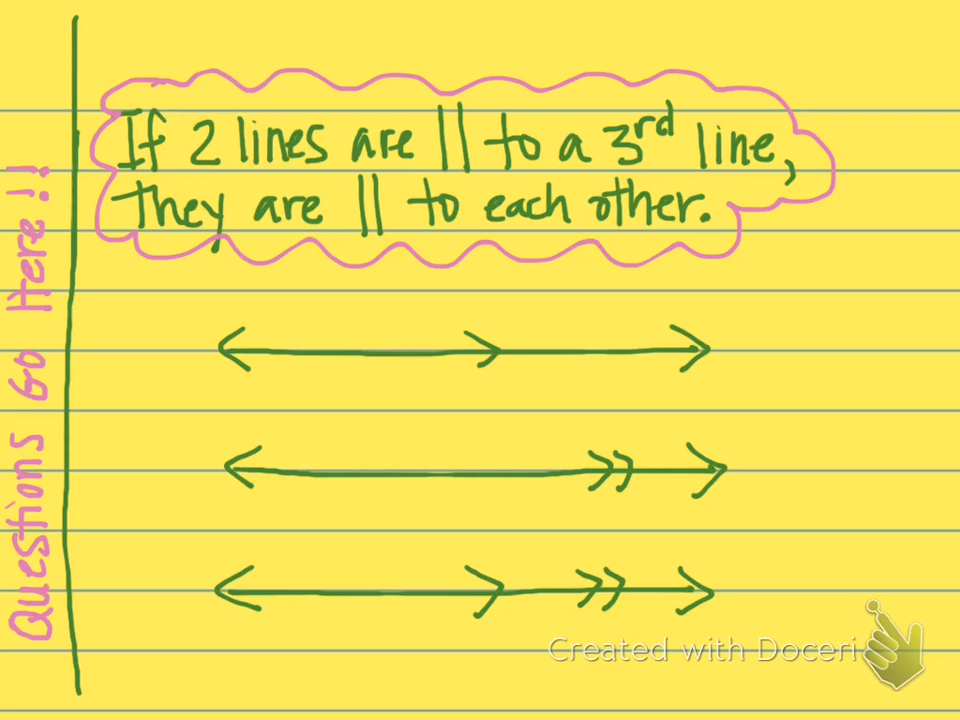 If 2 lines are || to a 3rd line,
they are || to each other.
Questions Go Here!!
Created with Doceri